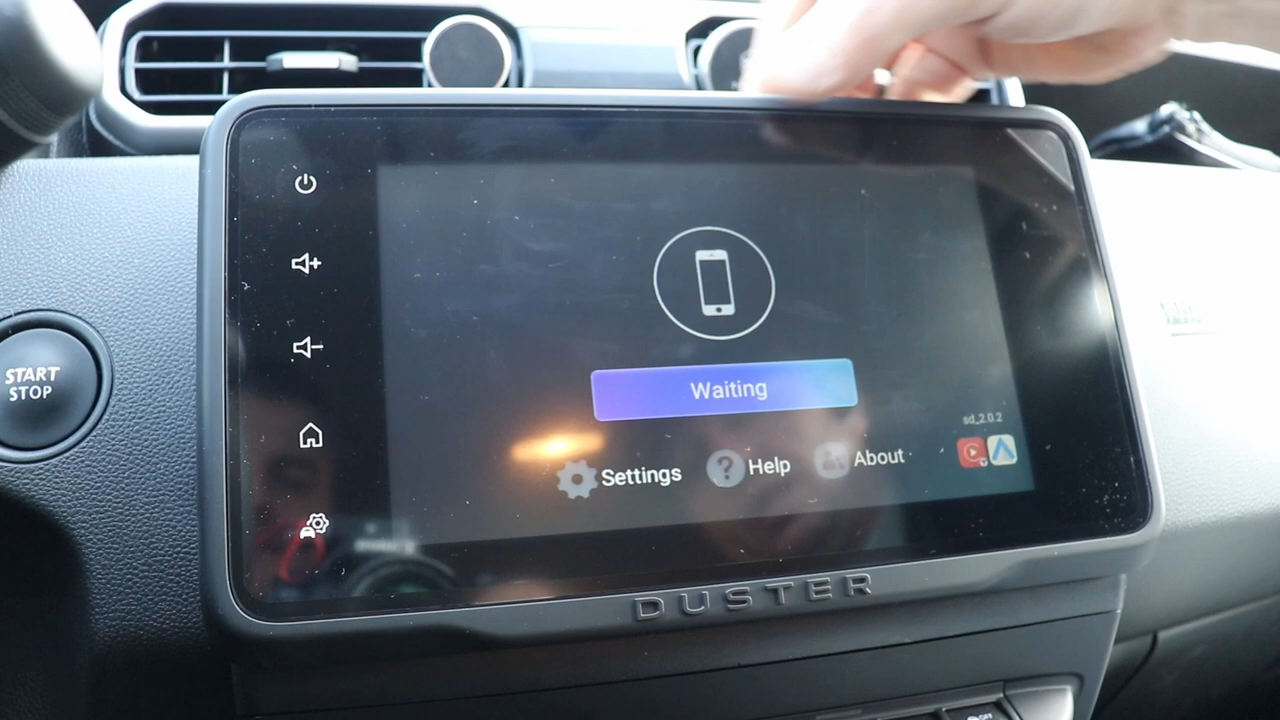 START
STOP
Waiting
sd_2.0.2
Settings
Help
About
DUSTER